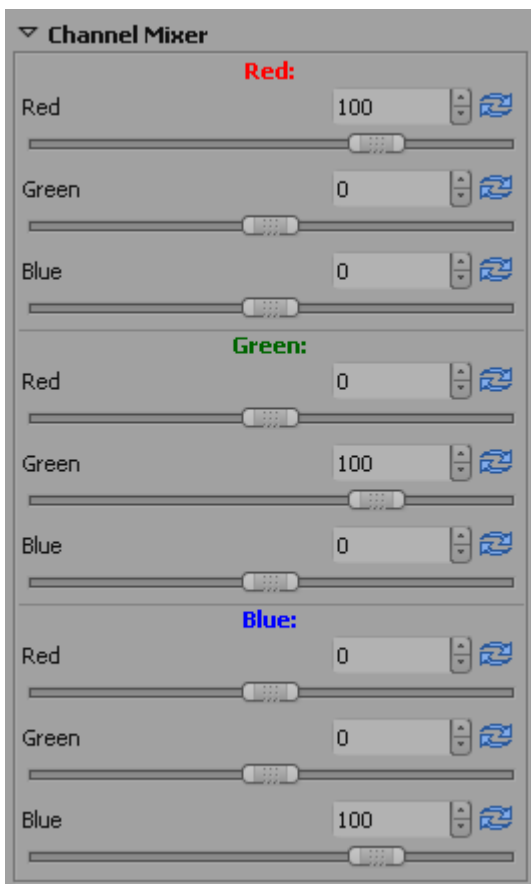 Channel Mixer
Red:
Red 100
Green 0
Blue 0
Green:
Red 0
Green 100
Blue 0
Blue:
Red 0
Green 0
Blue 100